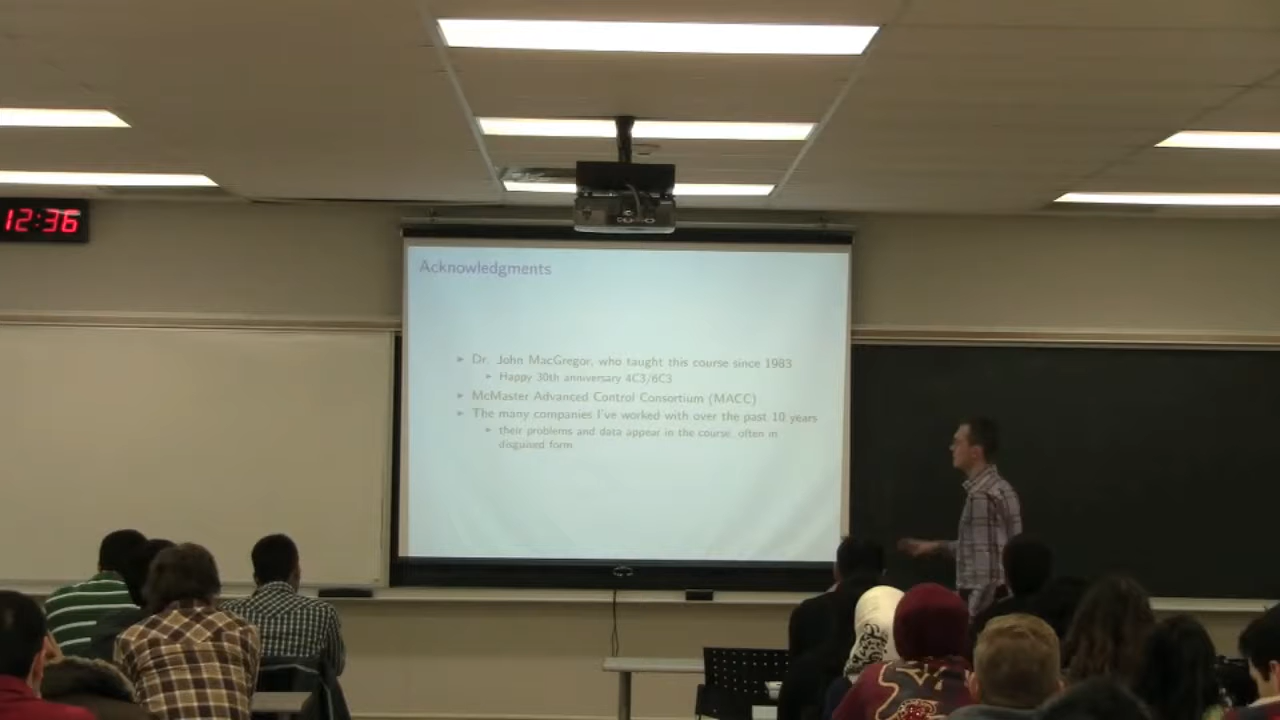 12:36
Acknowledgments
Dr. John MacGregor, who taught this course since 1983
Happy 30th anniversary 4C3/6C3
McMaster Advanced Control Consortium (MACC)
The many companies I've worked with over the past 10 years
their problems and data appear in the course, often in
disguised form